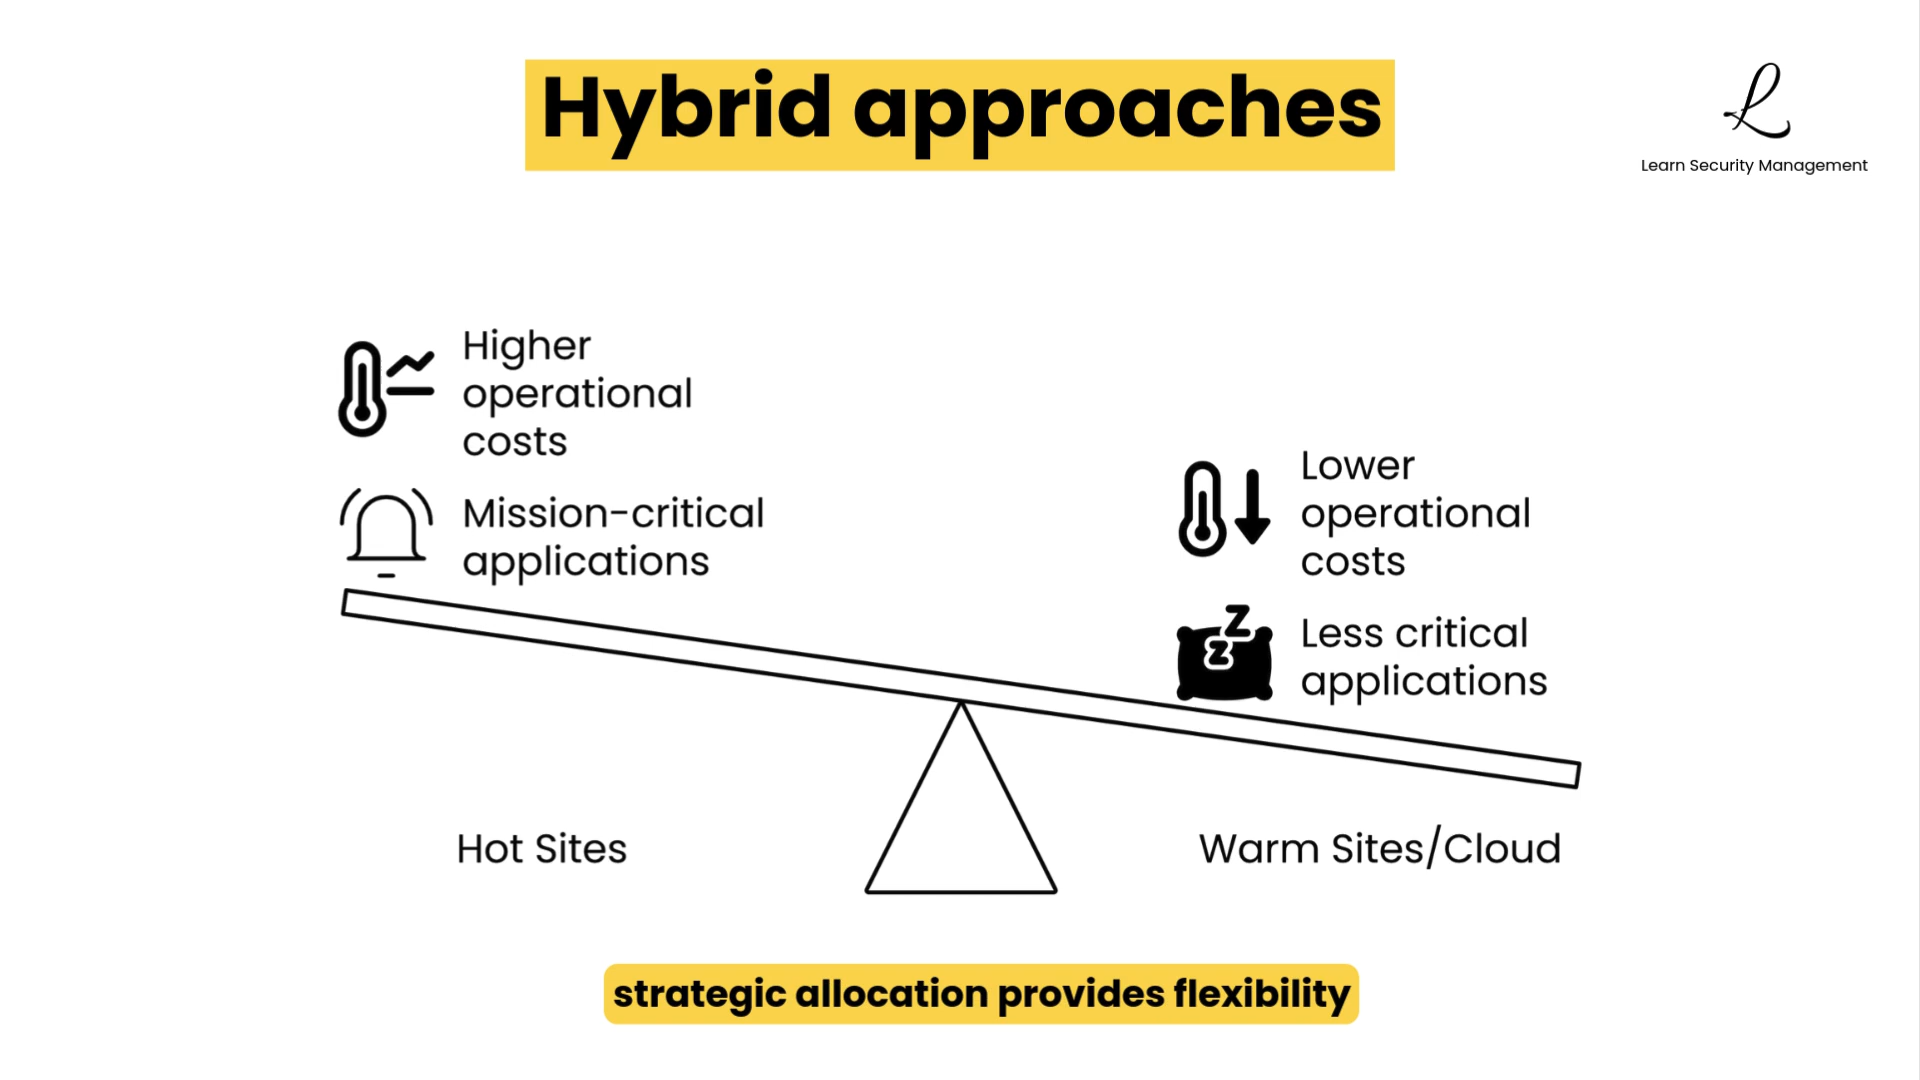 Hybrid approaches
L
Learn Security Management
Higher
operational
costs
Mission-critical
applications
Lower
operational
costs
Less critical
applications
z
z
Hot Sites
Warm Sites/Cloud
strategic allocation provides flexibility